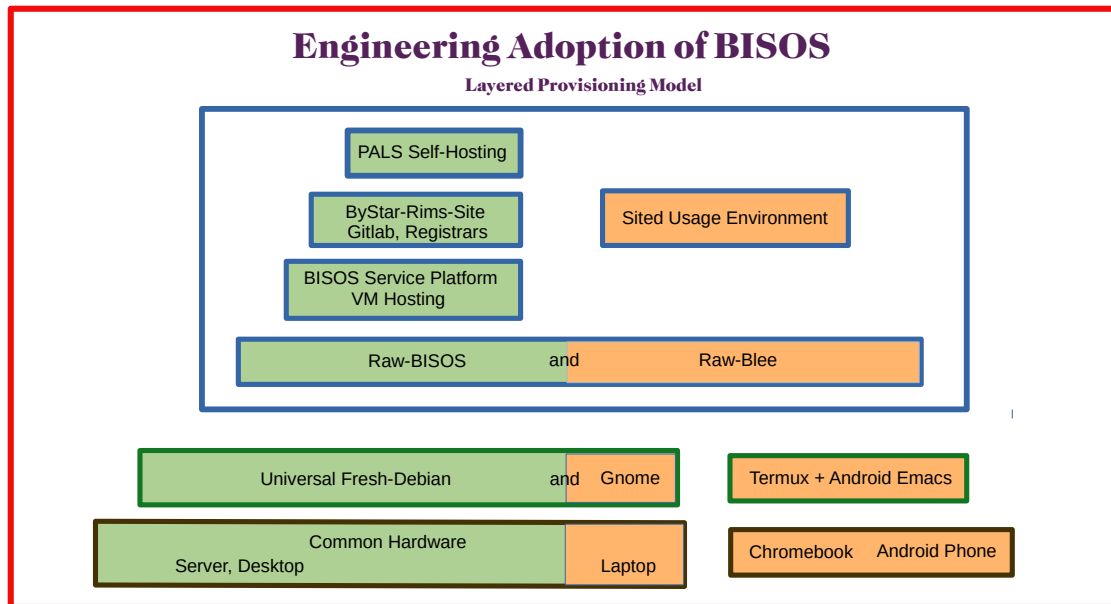 Engineering Adoption of BISOS
Layered Provisioning Model
PALS Self-Hosting
ByStar-Rims-Site
Gitlab, Registrars
Sited Usage Environment
BISOS Service Platform
VM Hosting
Raw-BISOS and Raw-Blee
Universal Fresh-Debian and Gnome
Termux + Android Emacs
Common Hardware
Server, Desktop
Laptop
Chromebook Android Phone